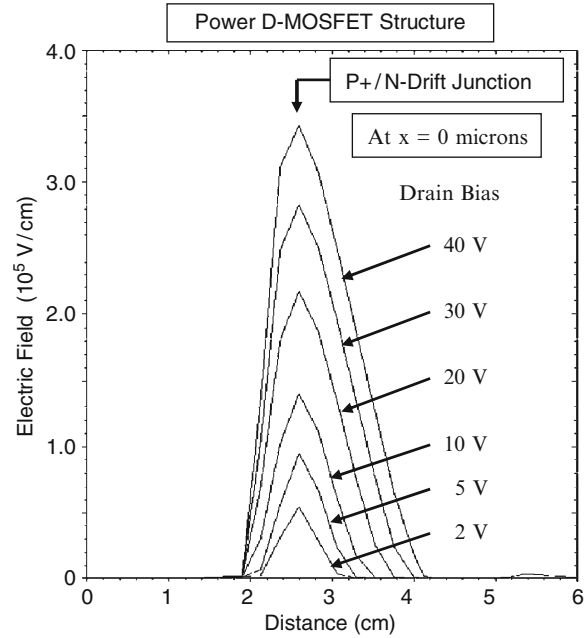 Power D-MOSFET Structure
P+/N-Drift Junction
At x = 0 microns
Drain Bias
40 V
30 V
20 V
10 V
5 V
2 V
Electric Field (10⁵ V/cm)
4.0
3.0
2.0
1.0
0
0 1 2 3 4 5 6
Distance (cm)